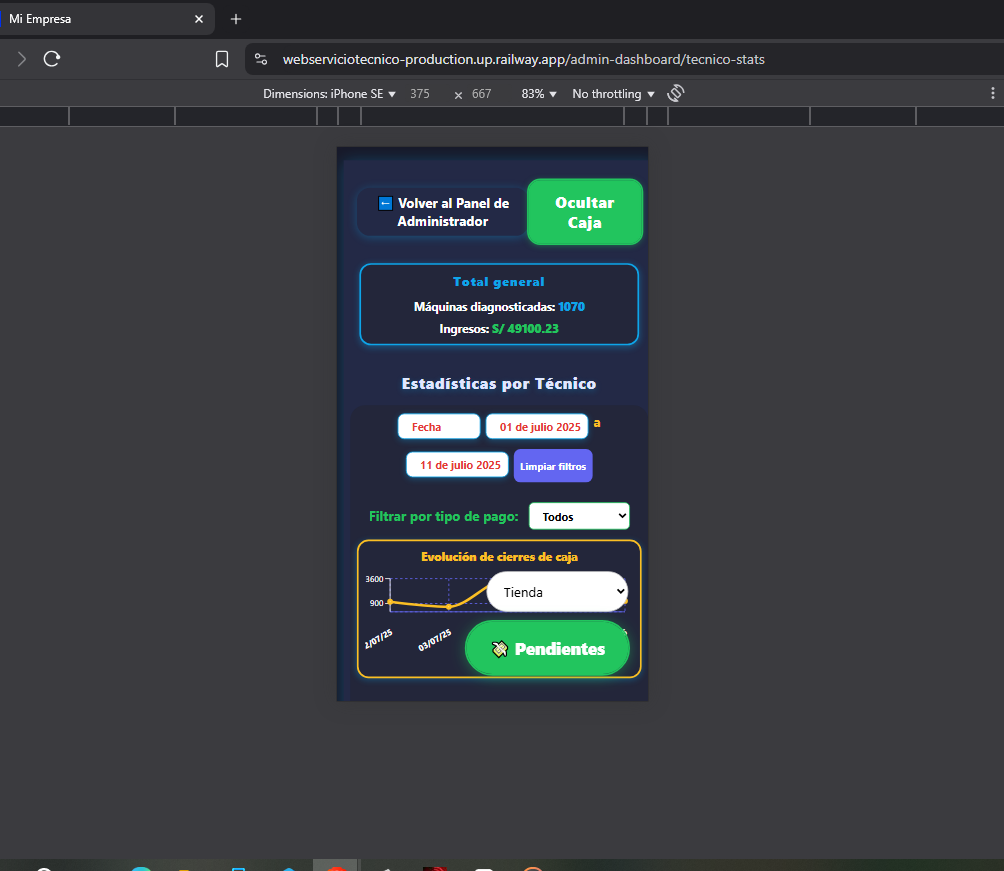 Mi Empresa
webserviciotecnico-production.up.railway.app/admin-dashboard/tecnico-stats
Dimensions: iPhone SE 375 × 667 83% No throttling
← Volver al Panel de
Administrador
Ocultar
Caja
Total general
Máquinas diagnosticadas: 1070
Ingresos: S/ 49100.23
Estadísticas por Técnico
Fecha 01 de julio 2025 a
11 de julio 2025 Limpiar filtros
Filtrar por tipo de pago: Todos
Evolución de cierres de caja
3600
Tienda
900
2/07/25 03/07/25
Pendientes